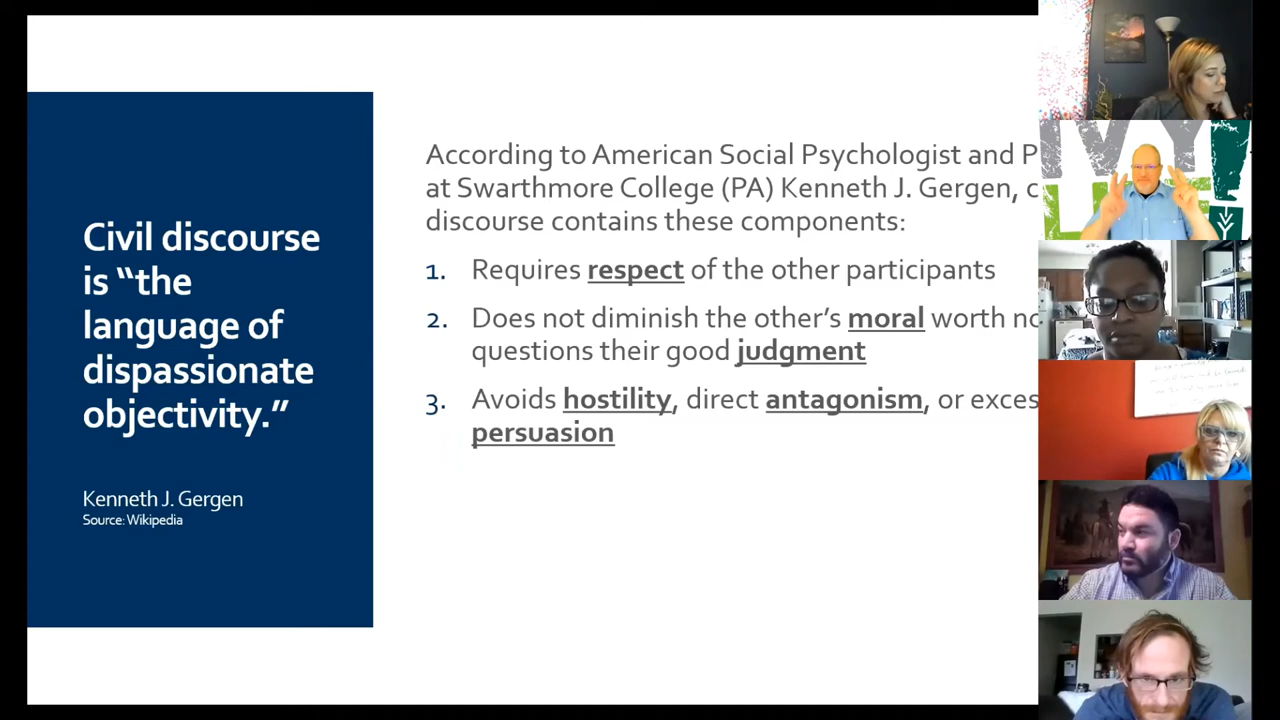 Civil discourse
is “the
language of
dispassionate
objectivity.”
Kenneth J. Gergen
Source: Wikipedia
According to American Social Psychologist and P
at Swarthmore College (PA) Kenneth J. Gergen, c
discourse contains these components:
1. Requires respect of the other participants
2. Does not diminish the other’s moral worth no
questions their good judgment
3. Avoids hostility, direct antagonism, or exces
persuasion